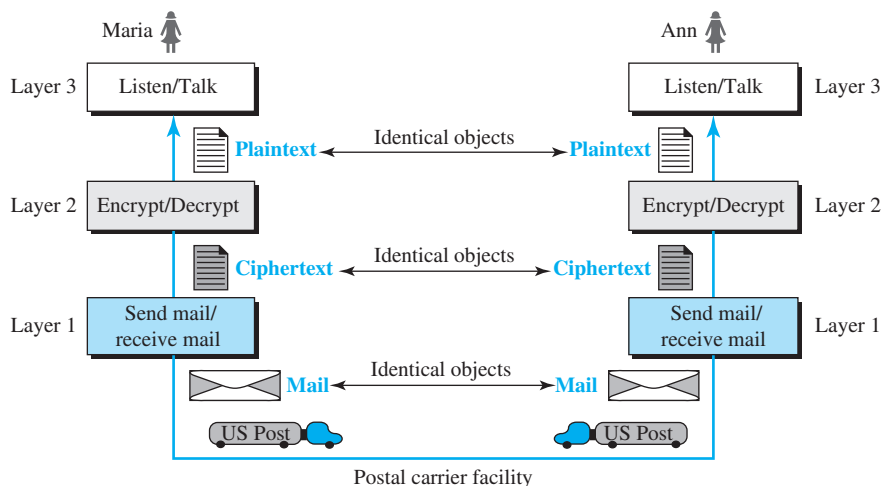 Maria
Ann
Layer 3
Listen/Talk
Listen/Talk
Layer 3
Plaintext
Identical objects
Plaintext
Layer 2
Encrypt/Decrypt
Encrypt/Decrypt
Layer 2
Ciphertext
Identical objects
Ciphertext
Layer 1
Send mail/
receive mail
Send mail/
receive mail
Layer 1
Mail
Identical objects
Mail
US Post
US Post
Postal carrier facility